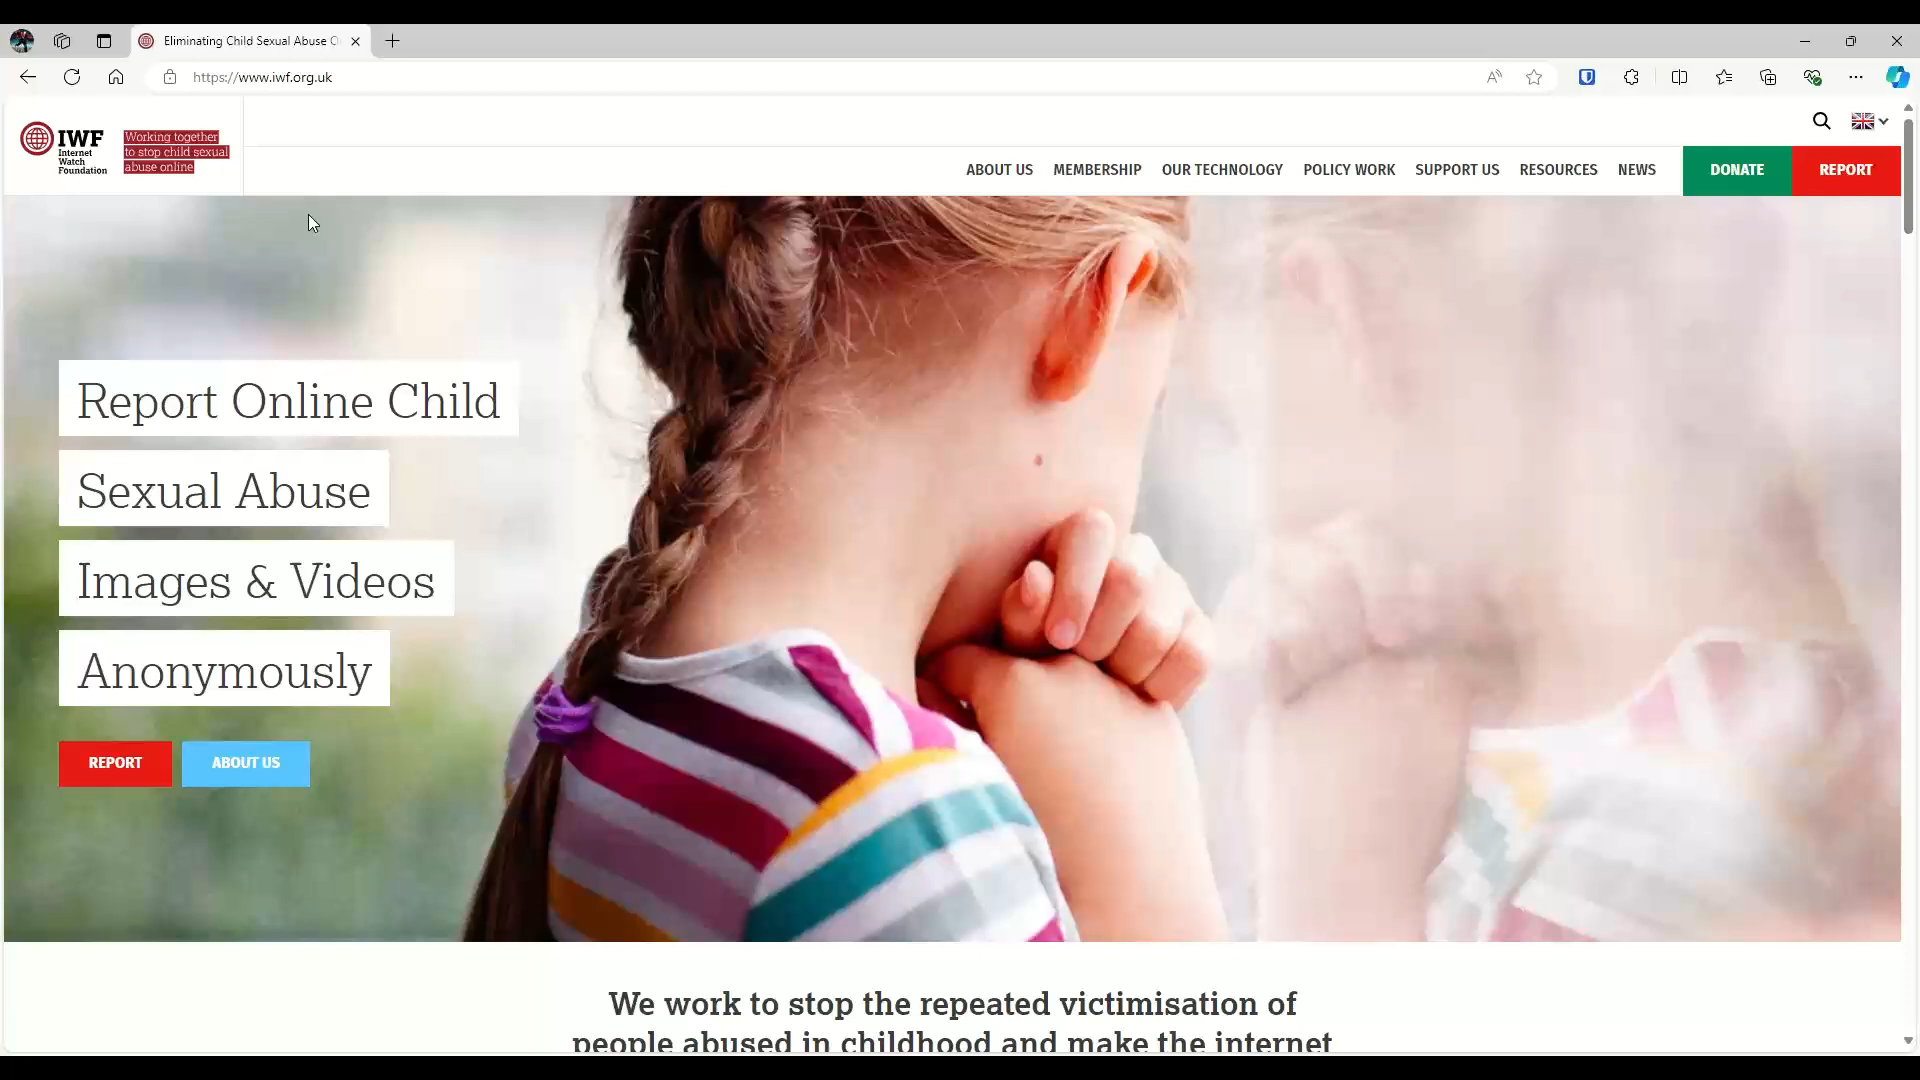 Eliminating Child Sexual Abuse O
https://www.iwf.org.uk
IWF
Internet
Watch
Foundation
Working together
to stop child sexual
abuse online
ABOUT US MEMBERSHIP OUR TECHNOLOGY POLICY WORK SUPPORT US RESOURCES NEWS DONATE REPORT
Report Online Child
Sexual Abuse
Images & Videos
Anonymously
REPORT ABOUT US
We work to stop the repeated victimisation of
people abused in childhood and make the internet